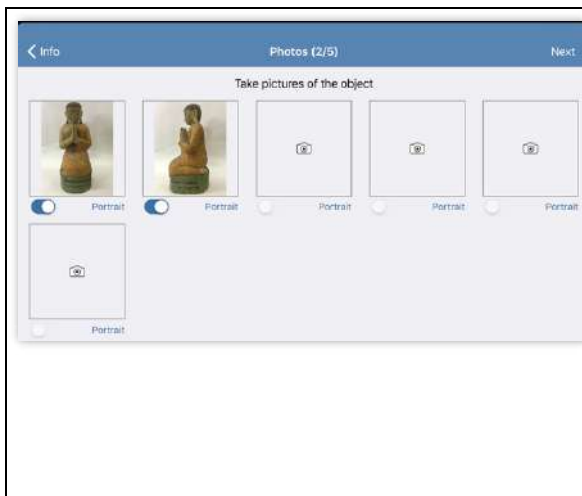 Info Photos (2/5) Next
Take pictures of the object
Portrait Portrait Portrait Portrait Portrait
Portrait